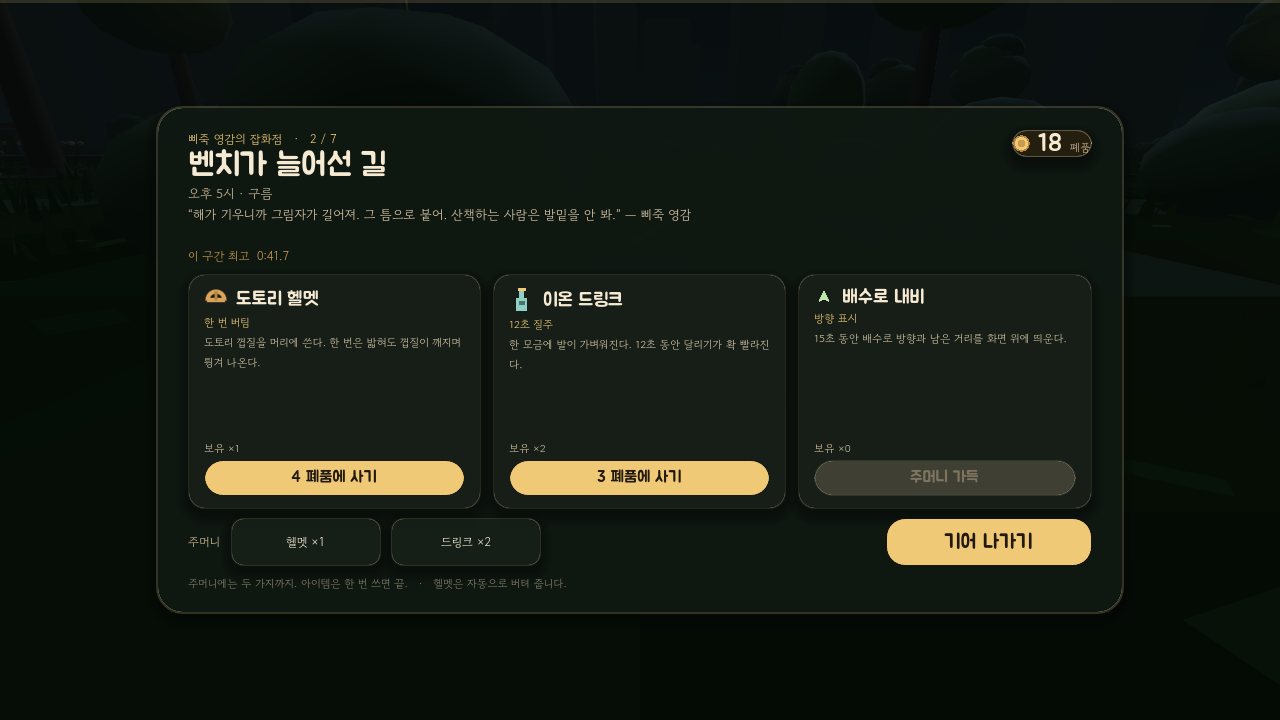 삐죽 영감의 잡화점 · 2 / 7
벤치가 늘어선 길
18 폐품
오후 5시 · 구름
“해가 기우니까 그림자가 길어져. 그 틈으로 붙어. 산책하는 사람은 발밑을 안 봐.” — 삐죽 영감
이 구간 최고 0:41.7
도토리 헬멧
한 번 버팀
도토리 껍질을 머리에 쓴다. 한 번은 밟혀도 껍질이 깨지며
튕겨 나온다.
보유 ×1
4 폐품에 사기
이온 드링크
12초 질주
한 모금에 발이 가벼워진다. 12초 동안 달리기가 확 빨라진
다.
보유 ×2
3 폐품에 사기
배수로 내비
방향 표시
15초 동안 배수로 방향과 남은 거리를 화면 위에 띄운다.
보유 ×0
주머니 가득
주머니
헬멧 ×1
드링크 ×2
기어 나가기
주머니에는 두 가지까지. 아이템은 한 번 쓰면 끝. · 헬멧은 자동으로 버텨 줍니다.